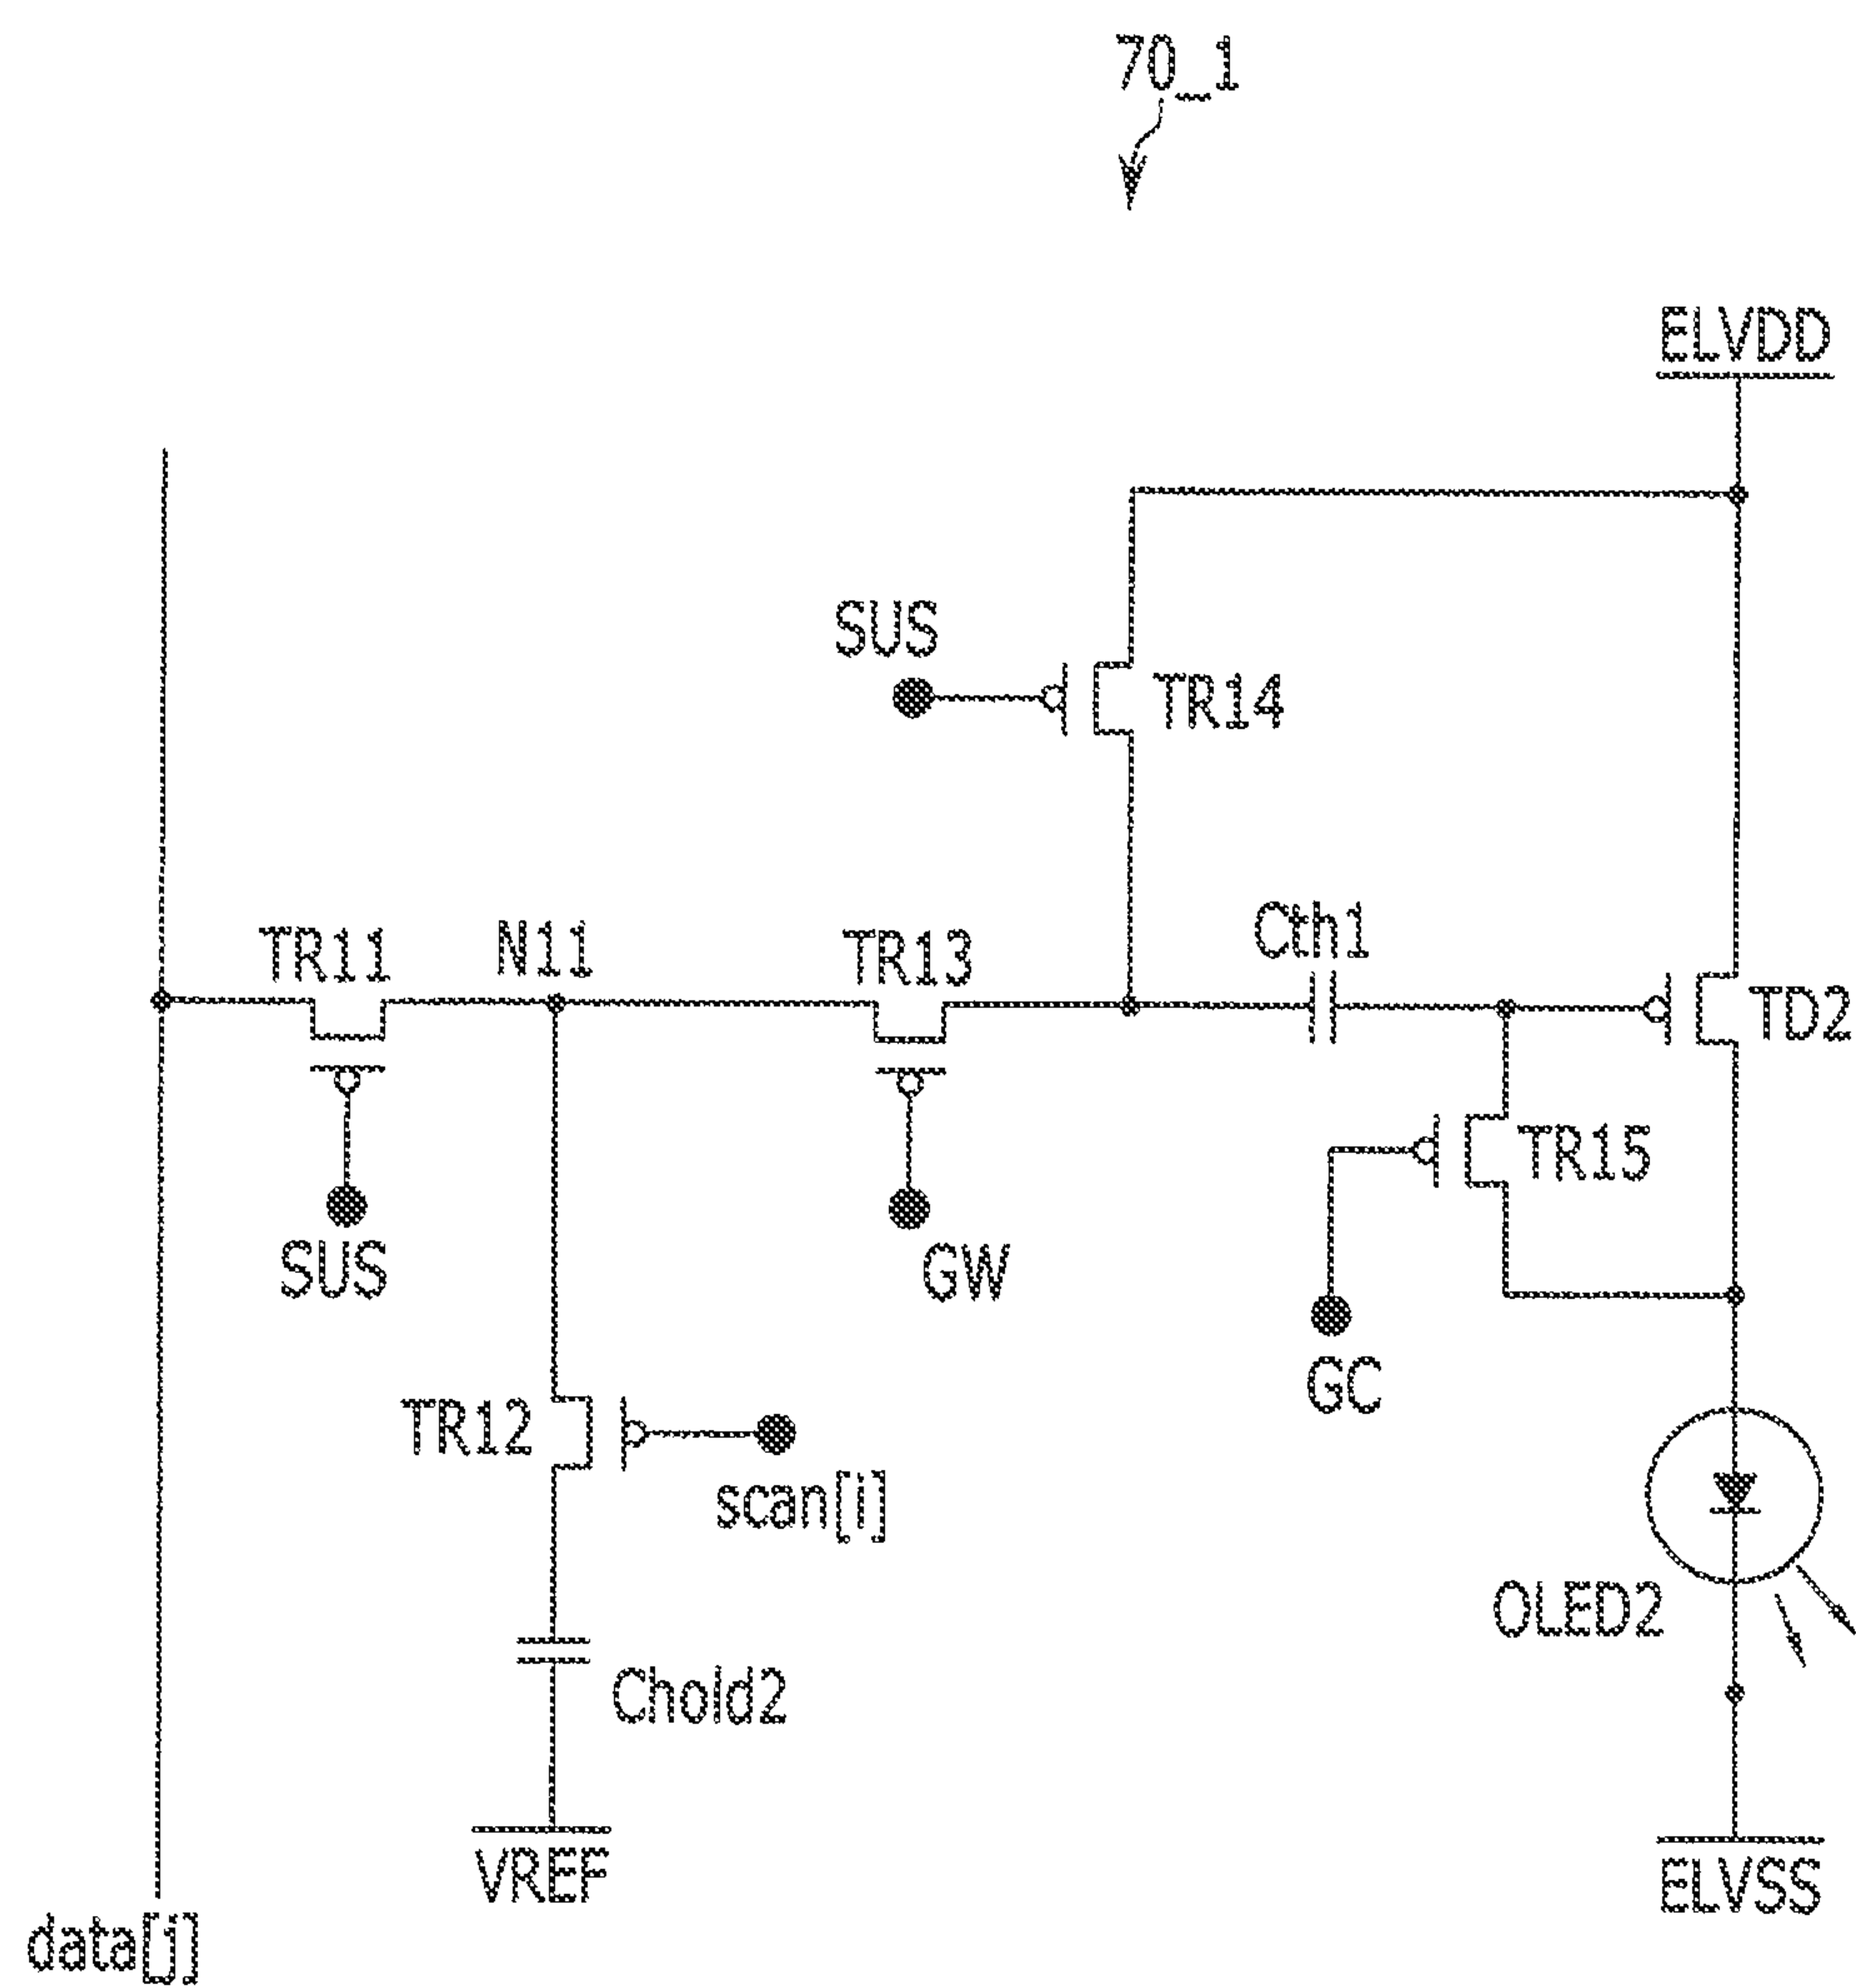 70_1
ELVDD
SUS
TR14
Cth1
TR11
N11
TR13
TD2
TR15
SUS
GW
GC
TR12
scan[i]
OLED2
Chold2
VREF
ELVSS
data[j]